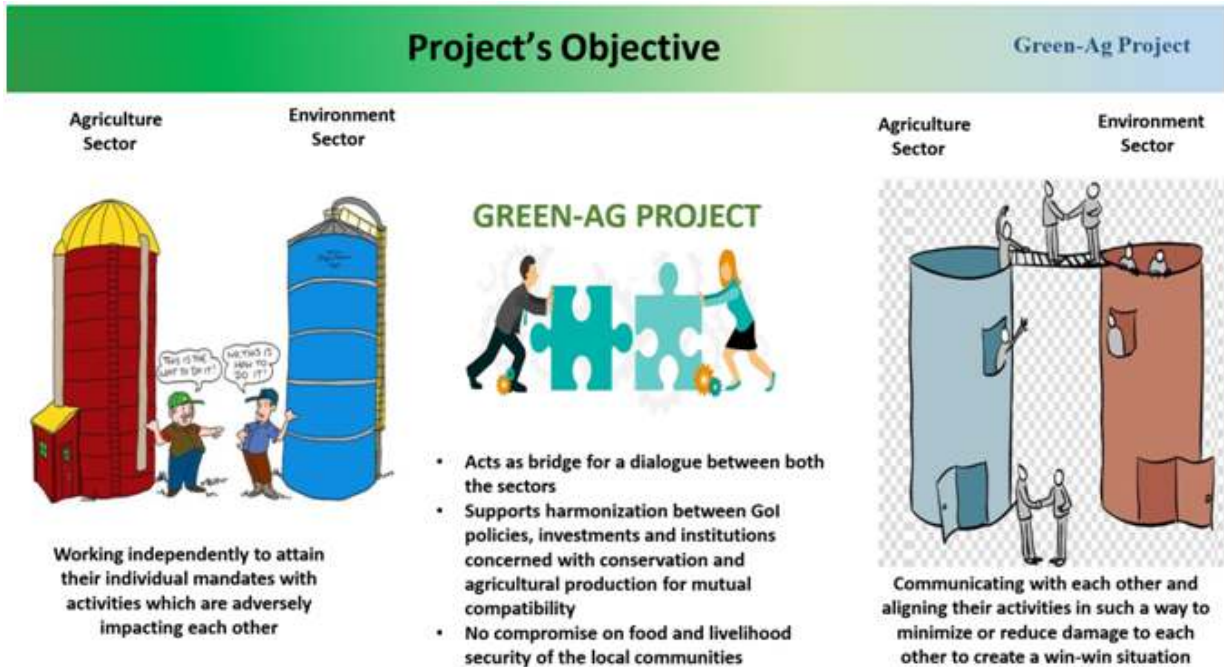 Project's Objective
Green-Ag Project
Agriculture
Sector
Environment
Sector
THIS IS THE
WAY TO DO IT!
NO, THIS IS
HOW TO
DO IT!
Working independently to attain
their individual mandates with
activities which are adversely
impacting each other
GREEN-AG PROJECT
• Acts as bridge for a dialogue between both
the sectors
• Supports harmonization between GoI
policies, investments and institutions
concerned with conservation and
agricultural production for mutual
compatibility
• No compromise on food and livelihood
security of the local communities
Agriculture
Sector
Environment
Sector
Communicating with each other and
aligning their activities in such a way to
minimize or reduce damage to each
other to create a win-win situation